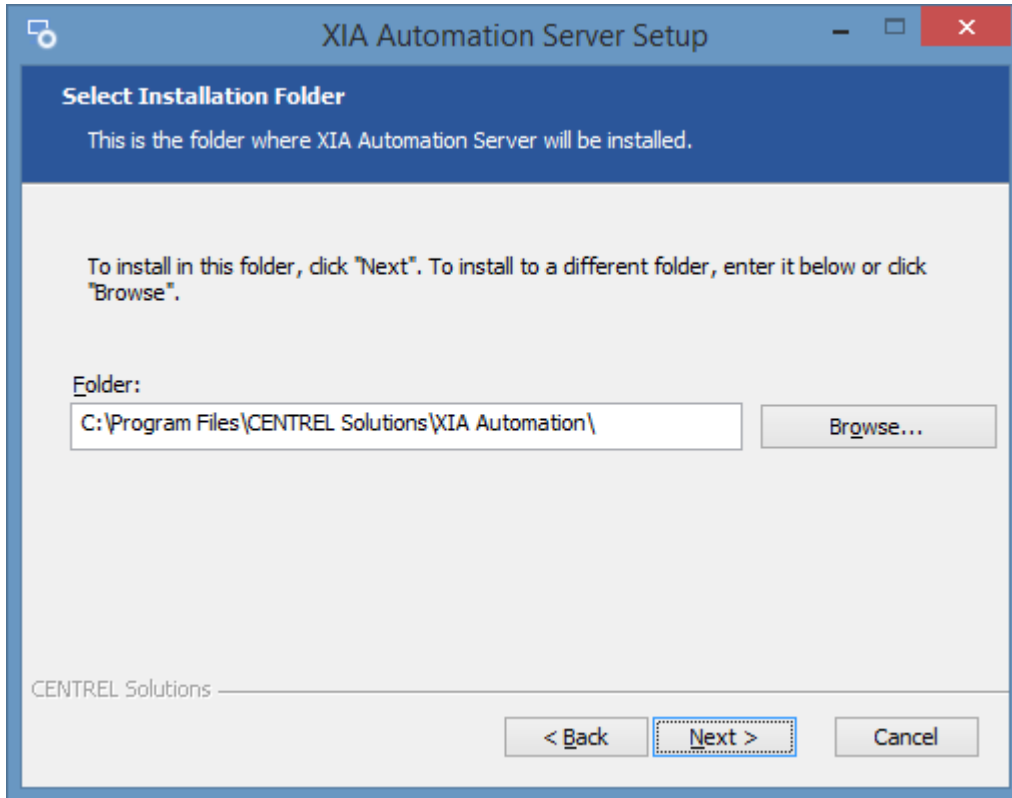 XIA Automation Server Setup
Select Installation Folder
This is the folder where XIA Automation Server will be installed.
To install in this folder, click "Next". To install to a different folder, enter it below or click
"Browse".
Folder:
C:\Program Files\CENTREL Solutions\XIA Automation\
Browse...
CENTREL Solutions
< Back
Next >
Cancel